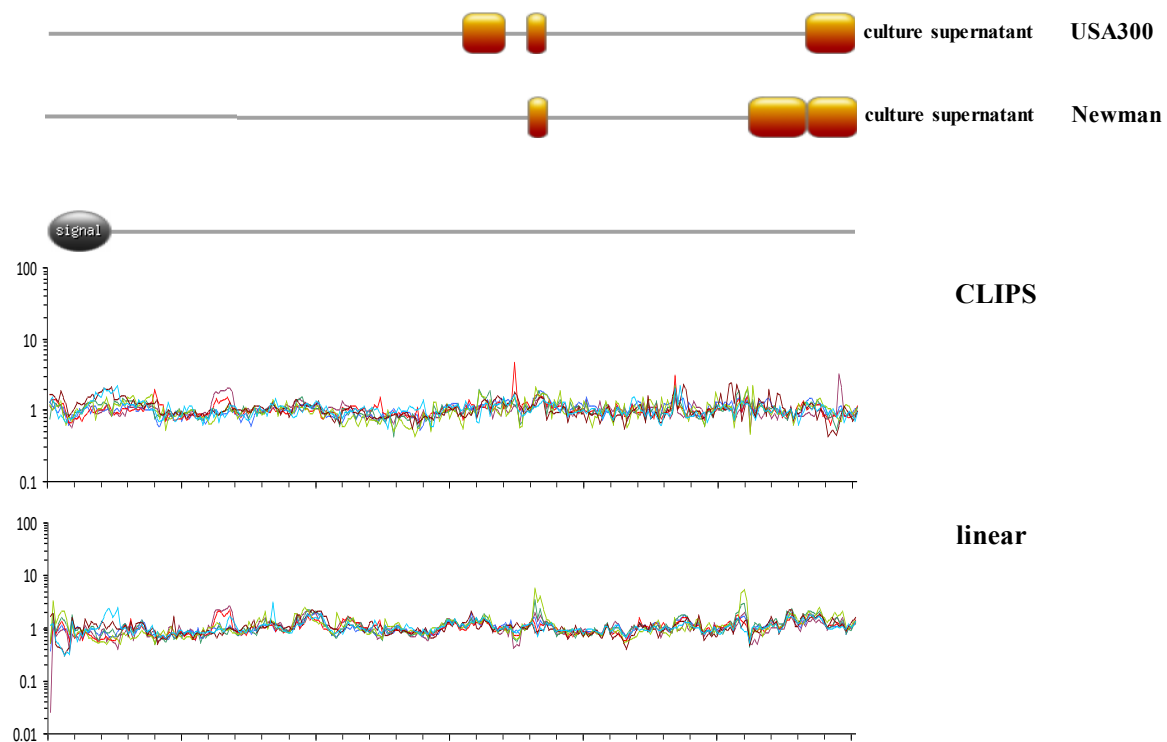 culture supernatant USA300
culture supernatant Newman
signal
100
CLIPS
10
1
0.1
100
linear
10
1
0.1
0.01